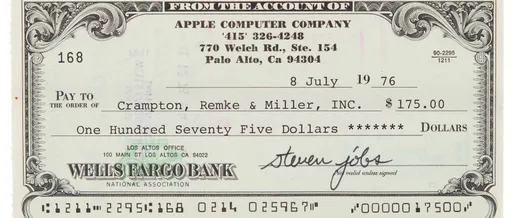 FROM THE ACCOUNT OF
APPLE COMPUTER COMPANY
'415' 326-4248
770 Welch Rd., Ste. 154
Palo Alto, Ca 94304
168
90-2295
1211
8 July 19 76
PAY TO
THE ORDER OF Crampton, Remke & Miller, INC. $ 175.00
One Hundred Seventy Five Dollars ******* DOLLARS
LOS ALTOS OFFICE
100 MAIN ST LOS ALTOS CA 94022
WELLS FARGO BANK
NATIONAL ASSOCIATION
steven jobs
not valid unless signed
⑆1211⑉2295⑆168 0214 025967⑈ ⑈0000017500⑈